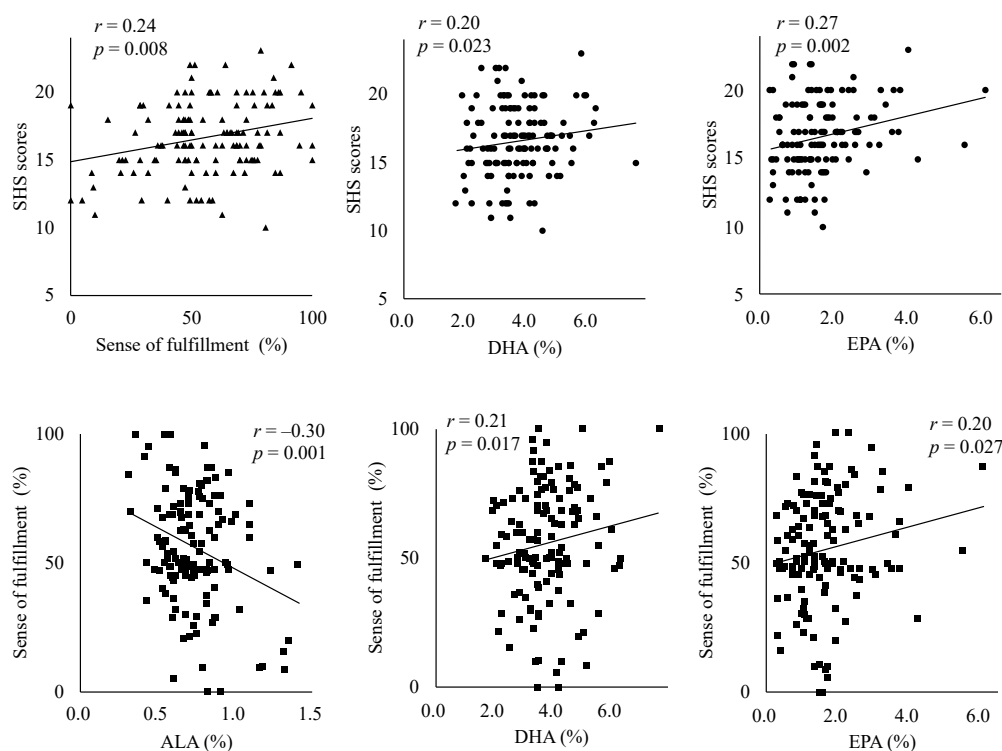 r = 0.24
p = 0.008
SHS scores
20
15
10
5
0
50
100
Sense of fulfillment (%)
r = 0.20
p = 0.023
SHS scores
20
15
10
5
0.0
2.0
4.0
6.0
DHA (%)
r = 0.27
p = 0.002
SHS scores
20
15
10
5
0.0
2.0
4.0
6.0
EPA (%)
r = –0.30
p = 0.001
Sense of fulfillment (%)
100
50
0
0.0
0.5
1.0
1.5
ALA (%)
r = 0.21
p = 0.017
Sense of fulfillment (%)
100
50
0
0.0
2.0
4.0
6.0
DHA (%)
r = 0.20
p = 0.027
Sense of fulfillment (%)
100
50
0
0.0
2.0
4.0
6.0
EPA (%)